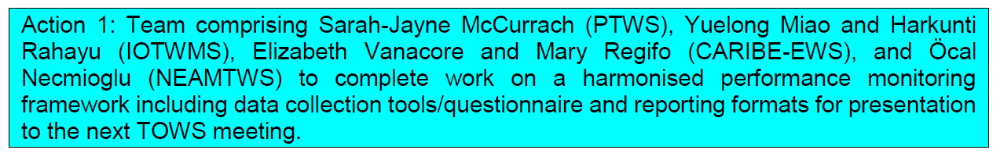 Action 1: Team comprising Sarah-Jayne McCurrach (PTWS), Yuelong Miao and Harkunti
Rahayu (IOTWMS), Elizabeth Vanacore and Mary Regifo (CARIBE-EWS), and Öcal
Necmioglu (NEAMTWS) to complete work on a harmonised performance monitoring
framework including data collection tools/questionnaire and reporting formats for presentation
to the next TOWS meeting.